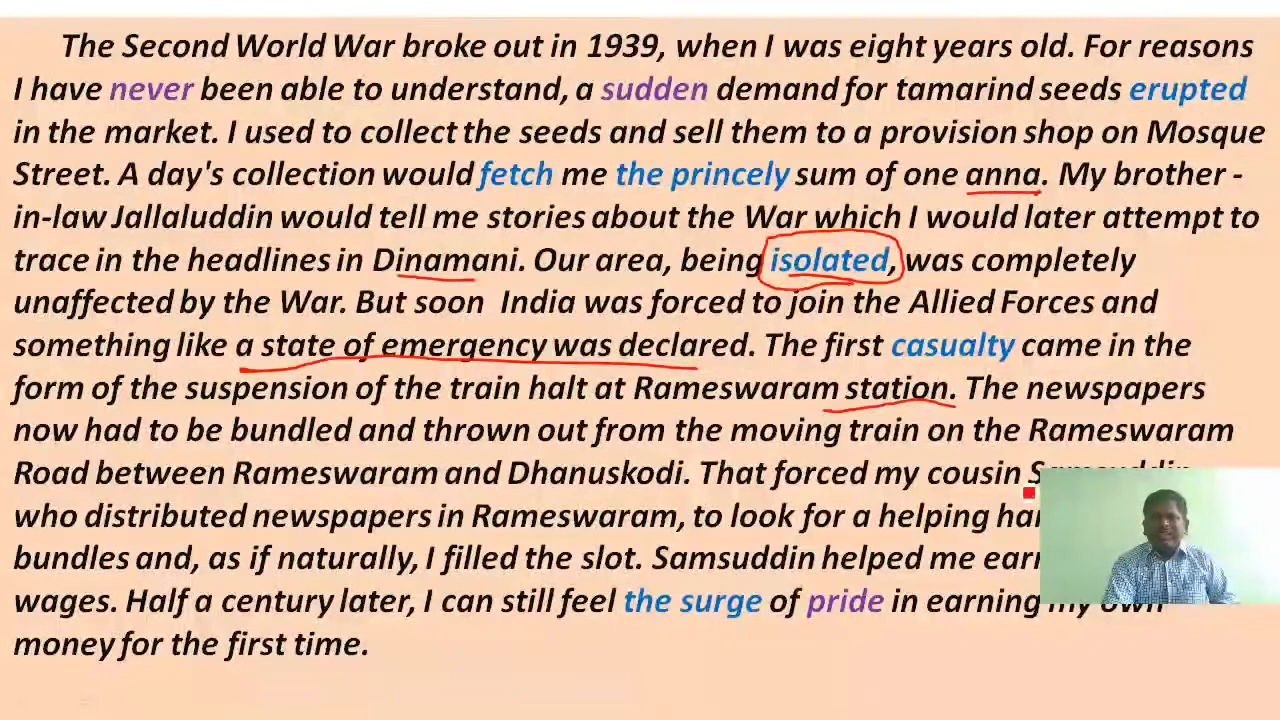 The Second World War broke out in 1939, when I was eight years old. For reasons
I have never been able to understand, a sudden demand for tamarind seeds erupted
in the market. I used to collect the seeds and sell them to a provision shop on Mosque
Street. A day's collection would fetch me the princely sum of one anna. My brother -
in-law Jallaluddin would tell me stories about the War which I would later attempt to
trace in the headlines in Dinamani. Our area, being isolated, was completely
unaffected by the War. But soon India was forced to join the Allied Forces and
something like a state of emergency was declared. The first casualty came in the
form of the suspension of the train halt at Rameswaram station. The newspapers
now had to be bundled and thrown out from the moving train on the Rameswaram
Road between Rameswaram and Dhanuskodi. That forced my cousin
who distributed newspapers in Rameswaram, to look for a helping
bundles and, as if naturally, I filled the slot. Samsuddin helped me
wages. Half a century later, I can still feel the surge of pride in earning my own
money for the first time.